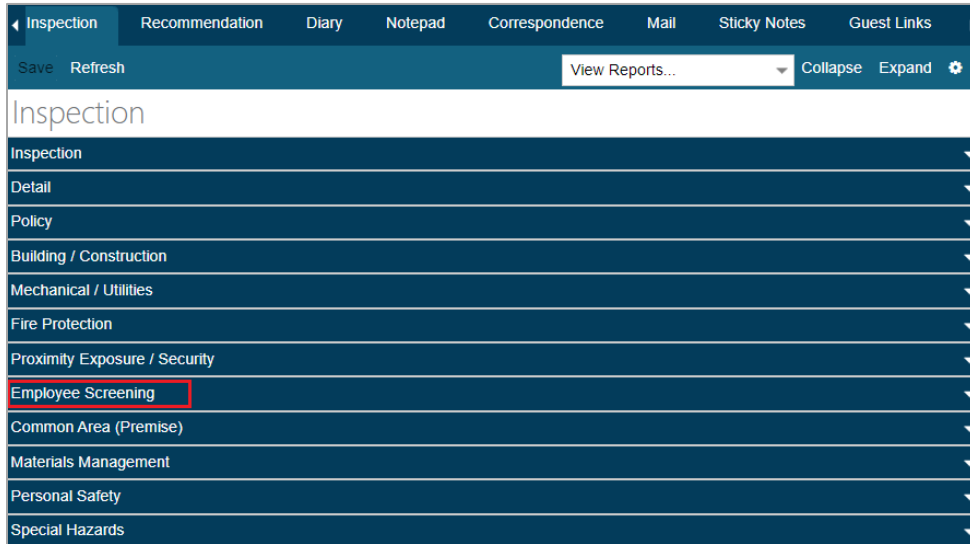 Inspection Recommendation Diary Notepad Correspondence Mail Sticky Notes Guest Links
Save Refresh View Reports... Collapse Expand
Inspection
Inspection
Detail
Policy
Building / Construction
Mechanical / Utilities
Fire Protection
Proximity Exposure / Security
Employee Screening
Common Area (Premise)
Materials Management
Personal Safety
Special Hazards